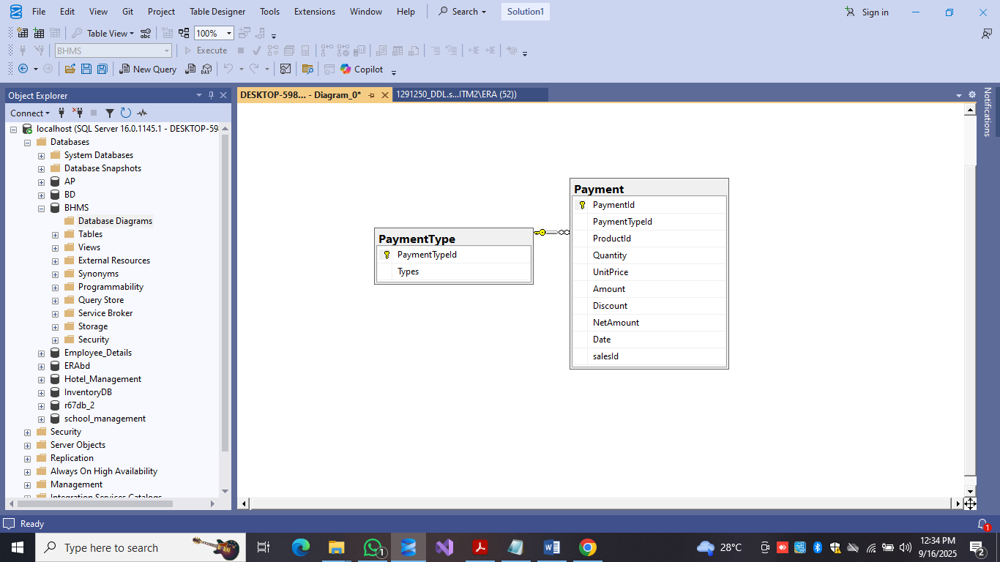 File Edit View Git Project Table Designer Tools Extensions Window Help Search Solution1 Sign in
Table View 100%
BHMS Execute
New Query DAX Copilot
Object Explorer
DESKTOP-598... - Diagram_0* 1291250_DDL.s...ITM2\ERA (52))
Notifications
Connect
localhost (SQL Server 16.0.1145.1 - DESKTOP-59
Databases
System Databases
Database Snapshots
AP
BD
BHMS
Database Diagrams
Tables
Views
External Resources
Synonyms
Programmability
Query Store
Service Broker
Storage
Security
Employee_Details
ERAbd
Hotel_Management
InventoryDB
r67db_2
school_management
Security
Server Objects
Replication
Always On High Availability
Management
Integration Services Catalogs
PaymentType
PaymentTypeId
Types
Payment
PaymentId
PaymentTypeId
ProductId
Quantity
UnitPrice
Amount
Discount
NetAmount
Date
salesId
Ready 1
Type here to search 1 28°C 12:34 PM
9/16/2025 2